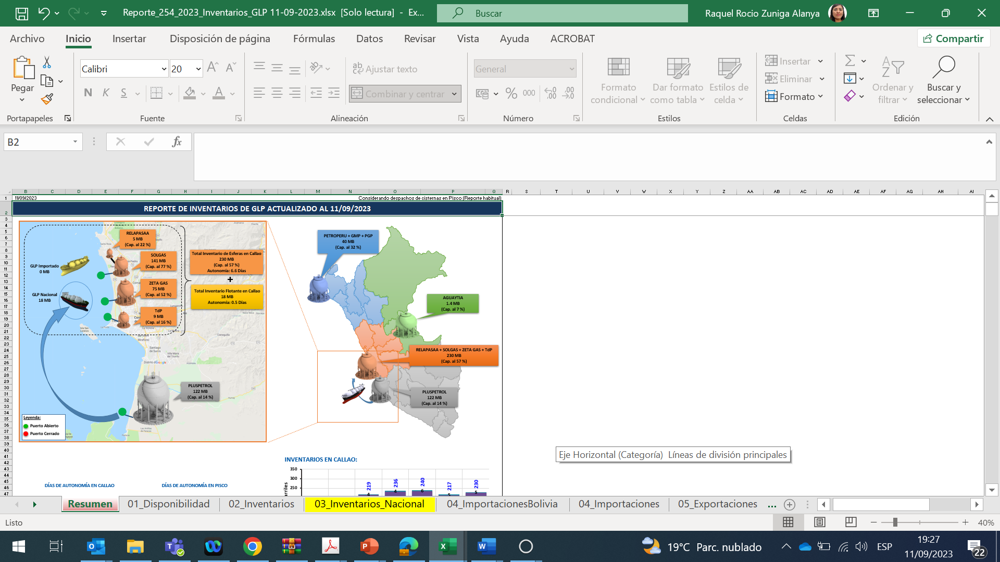 Reporte_254_2023_Inventarios_GLP 11-09-2023.xlsx [Solo lectura] - Ex...
Buscar
Raquel Rocio Zuniga Alanya
Archivo
Inicio
Insertar
Disposición de página
Fórmulas
Datos
Revisar
Vista
Ayuda
ACROBAT
Compartir
Pegar
Calibri
20
N K S
Ajustar texto
Combinar y centrar
General
% 000
Formato condicional
Dar formato como tabla
Estilos de celda
Insertar
Eliminar
Formato
Ordenar y filtrar
Buscar y seleccionar
Portapapeles
Fuente
Alineación
Número
Estilos
Celdas
Edición
B2
fx
11/09/2023
Considerando despachos de cisternas en Pisco (Reporte habitual)
REPORTE DE INVENTARIOS DE GLP ACTUALIZADO AL 11/09/2023
RELAPASAA
5 MB
(Cap. al 22 %)
SOLGAS
141 MB
(Cap. al 77 %)
GLP Importado
0 MB
ZETA GAS
75 MB
(Cap. al 52 %)
GLP Nacional
18 MB
TdP
9 MB
(Cap. al 16 %)
Total Inventario de Esferas en Callao
230 MB
(Cap. al 57 %)
Autonomía: 6.6 Días
+
Total Inventario Flotante en Callao
18 MB
Autonomía: 0.5 Días
PLUSPETROL
122 MB
(Cap. al 14 %)
Leyenda:
Puerto Abierto
Puerto Cerrado
PETROPERU + GMP + PGP
40 MB
(Cap. al 32 %)
AGUAYTIA
1.4 MB
(Cap. al 7 %)
RELAPASAA + SOLGAS + ZETA GAS + TdP
230 MB
(Cap. al 57 %)
PLUSPETROL
122 MB
(Cap. al 14 %)
Eje Horizontal (Categoría) Líneas de división principales
INVENTARIOS EN CALLAO:
350
300
250
219
236
240
217
230
DÍAS DE AUTONOMÍA EN CALLAO
DÍAS DE AUTONOMÍA EN PISCO
Resumen
01_Disponibilidad
02_Inventarios
03_Inventarios_Nacional
04_ImportacionesBolivia
04_Importaciones
05_Exportaciones
...
Listo
40%
19°C Parc. nublado
ESP
19:27
11/09/2023
22